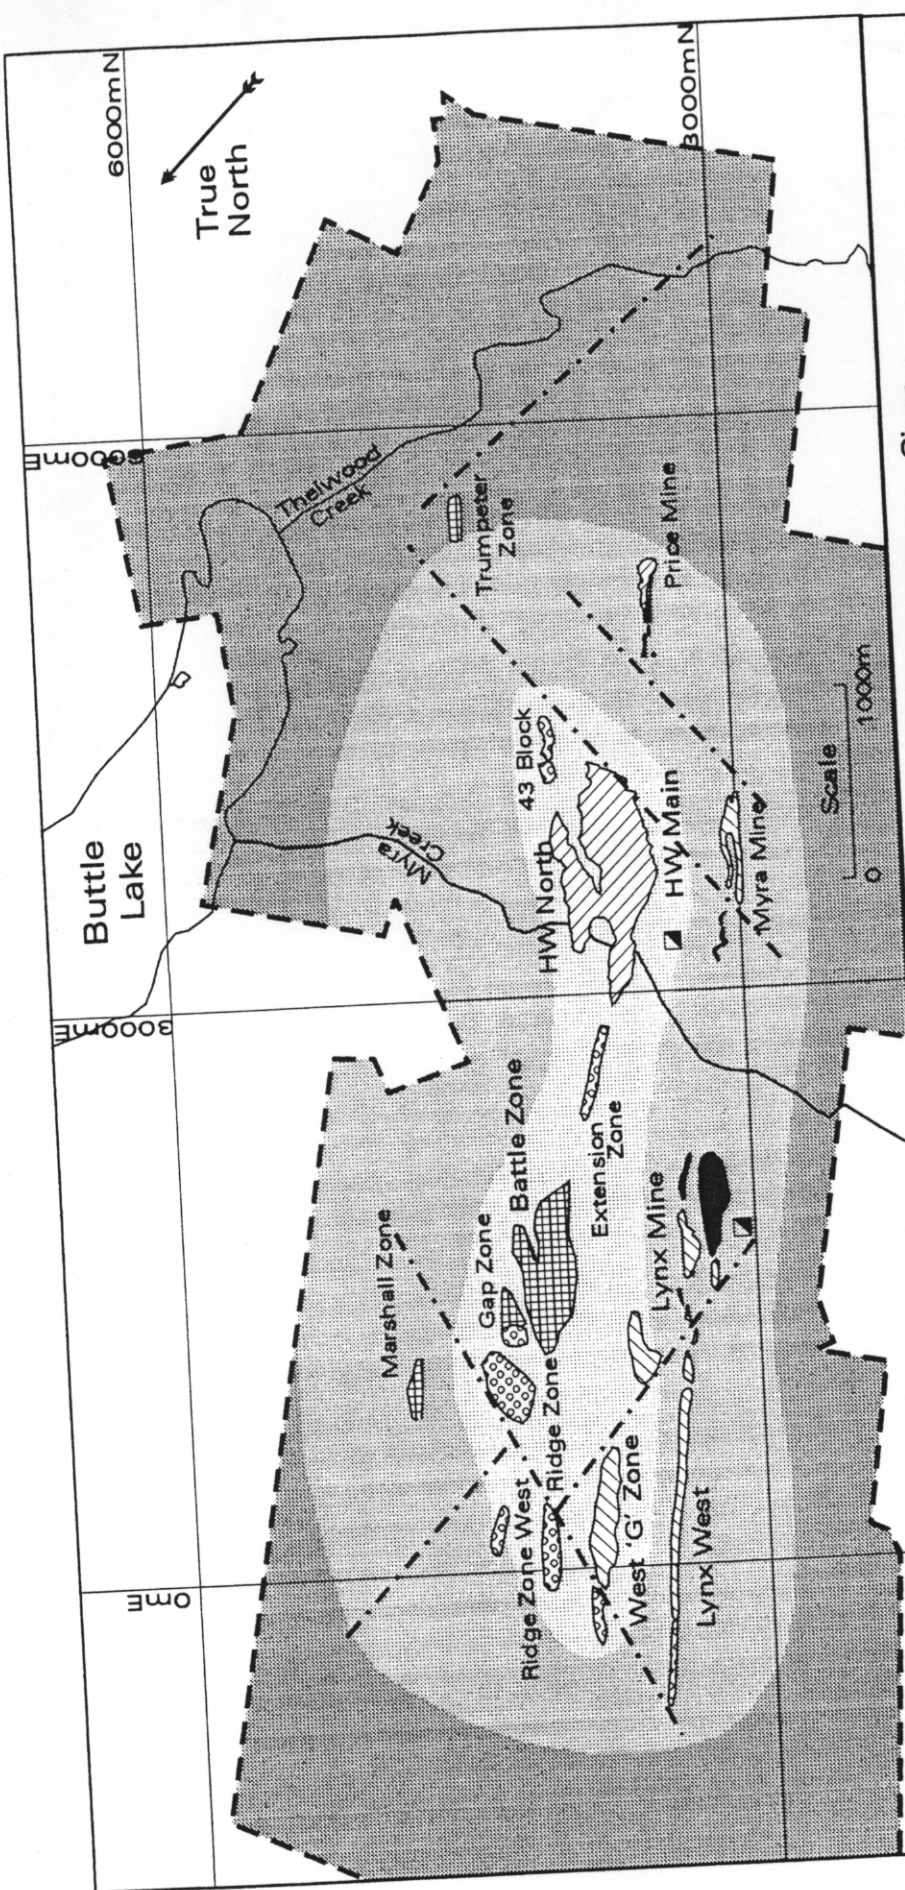 6000mN
3000mN
True
North
6000mE
Thelwood
Creek
Trumpeter
Zone
Price Mine
Buttle
Lake
Myra
Creek
43 Block
HW North
HW Main
Myra Mine
Scale
0
1000m
3000mE
Battle Zone
Extension
Zone
Gap Zone
Marshall Zone
Lynx Mine
Ridge Zone
Ridge Zone West
West 'G' Zone
Lynx West
0mE